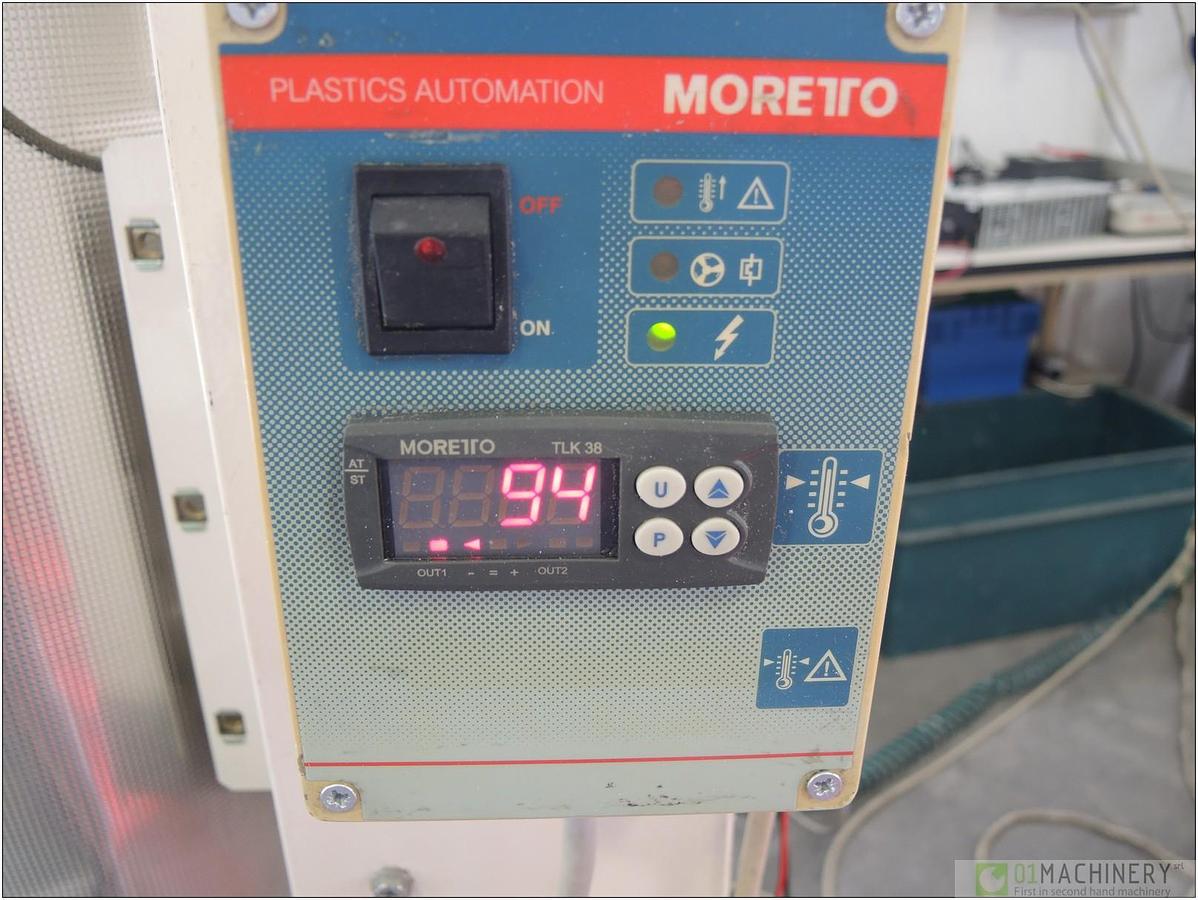 PLASTICS AUTOMATION MORETTO
OFF
ON
MORETTO TLK 38
AT
ST
94
U
P
OUT1 - = + OUT2
01MACHINERY srl
First in second hand machinery